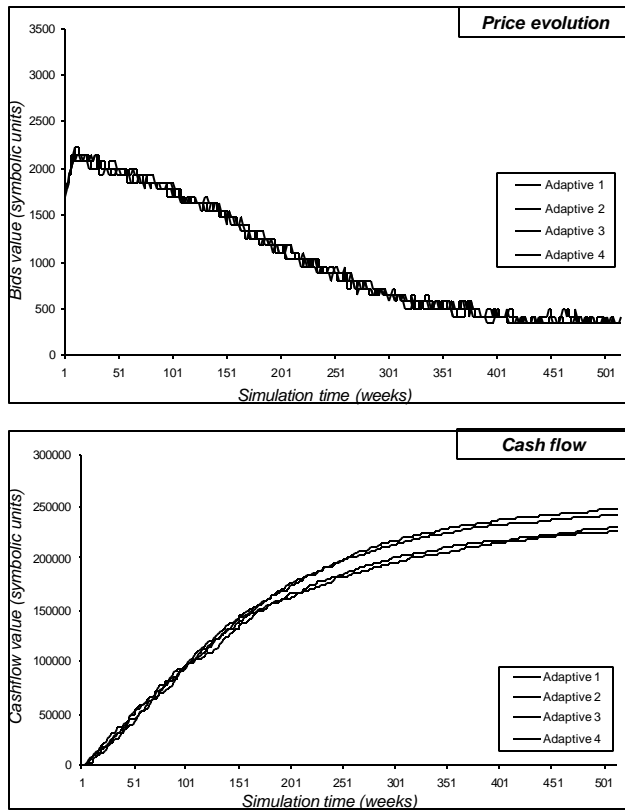 Price evolution
Bids value (symbolic units)
3500
3000
2500
2000
1500
1000
500
0
Adaptive 1
Adaptive 2
Adaptive 3
Adaptive 4
1 51 101 151 201 251 301 351 401 451 501
Simulation time (weeks)
Cash flow
Cashflow value (symbolic units)
300000
250000
200000
150000
100000
50000
0
Adaptive 1
Adaptive 2
Adaptive 3
Adaptive 4
1 51 101 151 201 251 301 351 401 451 501
Simulation time (weeks)